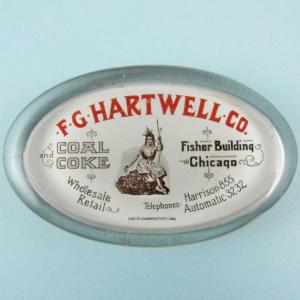 F·G·HARTWELL·CO.
COAL
and COKE
Fisher Building
Chicago
Wholesale
Retail
Telephones
Harrison 855
Automatic 3232